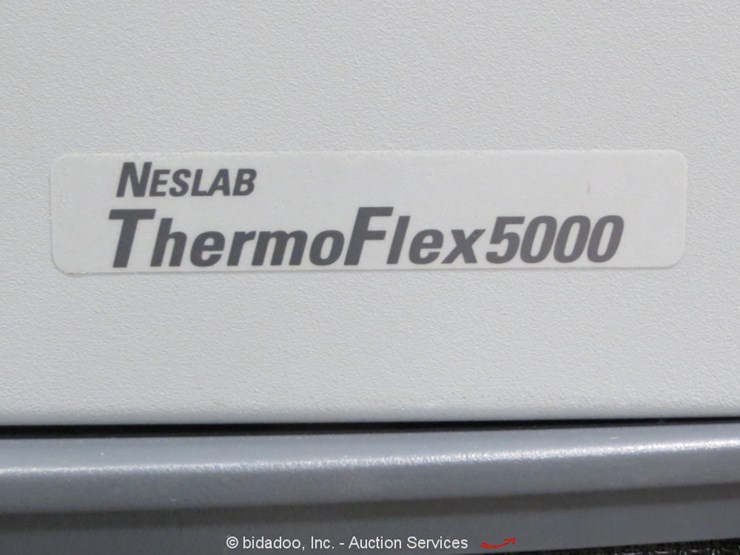 NESLAB
ThermoFlex5000
© bidadoo, Inc. - Auction Services